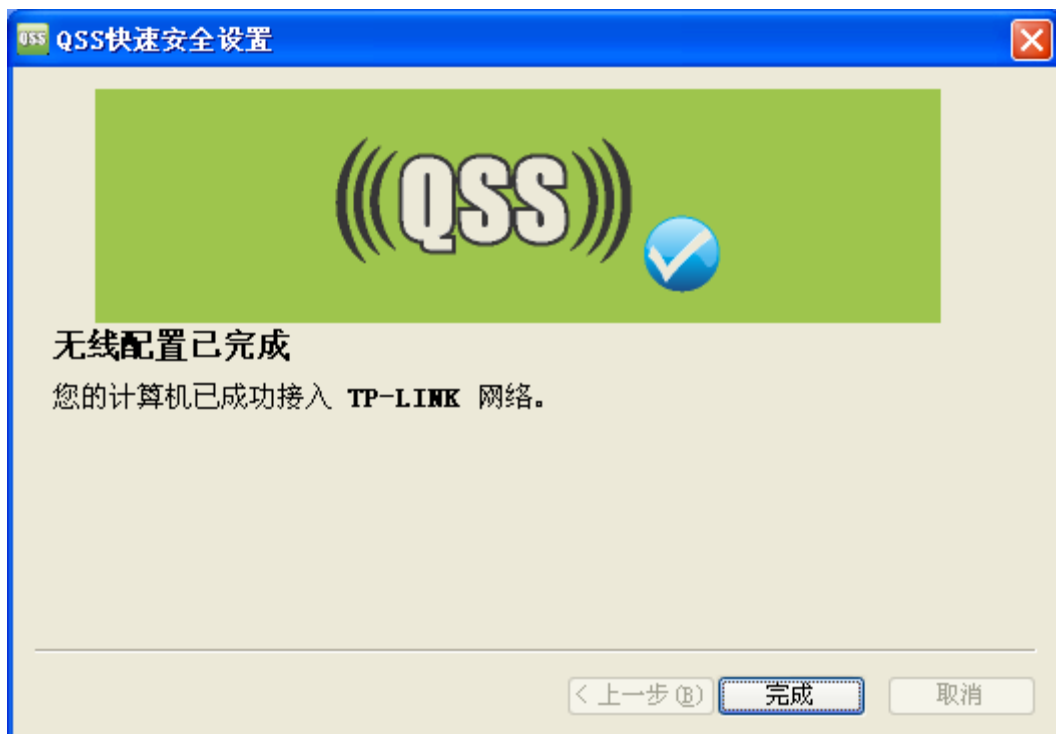 QSS QSS快速安全设置
(((QSS)))
无线配置已完成
您的计算机已成功接入 TP-LINK 网络。
< 上一步(B) 完成 取消